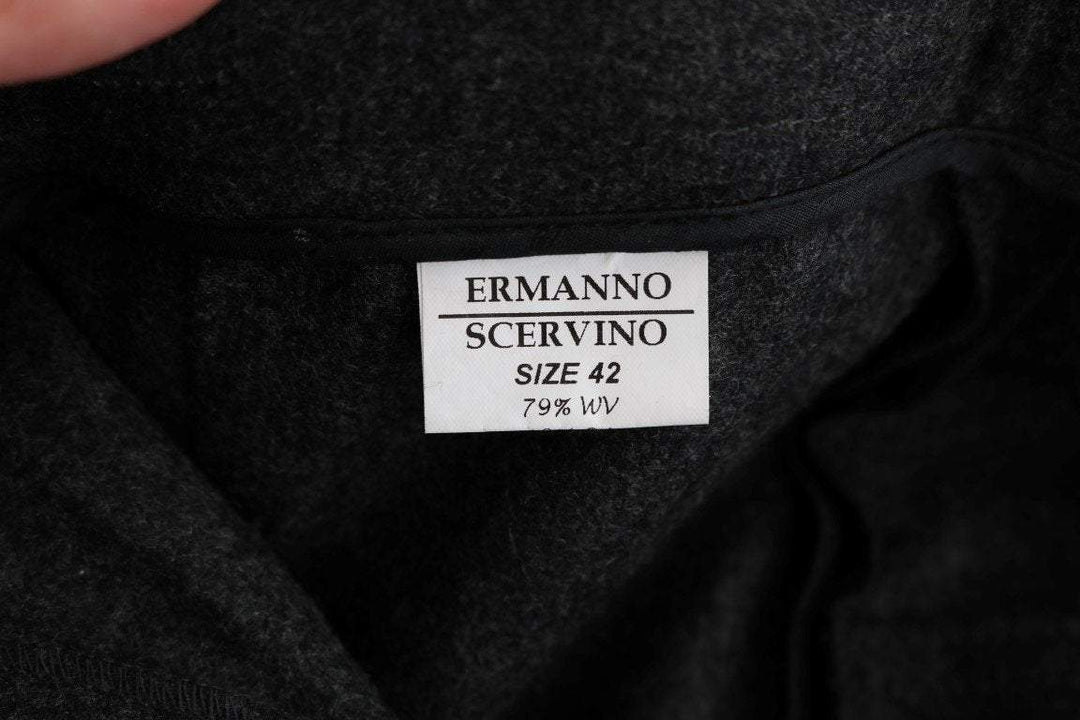 ERMANNO
SCERVINO
SIZE 42
79% WV